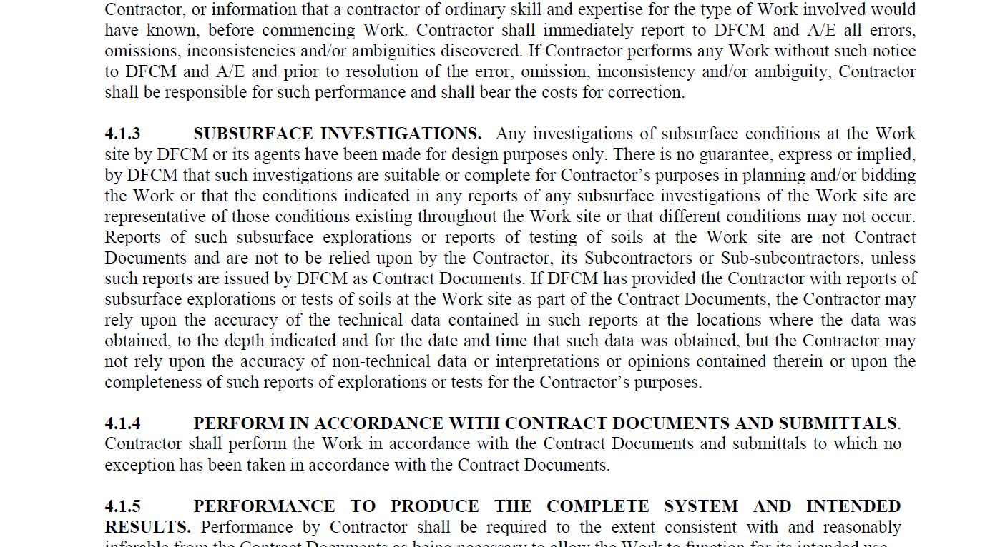 Contractor, or information that a contractor of ordinary skill and expertise for the type of Work involved would
have known, before commencing Work. Contractor shall immediately report to DFCM and A/E all errors,
omissions, inconsistencies and/or ambiguities discovered. If Contractor performs any Work without such notice
to DFCM and A/E and prior to resolution of the error, omission, inconsistency and/or ambiguity, Contractor
shall be responsible for such performance and shall bear the costs for correction.
4.1.3 SUBSURFACE INVESTIGATIONS. Any investigations of subsurface conditions at the Work
site by DFCM or its agents have been made for design purposes only. There is no guarantee, express or implied,
by DFCM that such investigations are suitable or complete for Contractor’s purposes in planning and/or bidding
the Work or that the conditions indicated in any reports of any subsurface investigations of the Work site are
representative of those conditions existing throughout the Work site or that different conditions may not occur.
Reports of such subsurface explorations or reports of testing of soils at the Work site are not Contract
Documents and are not to be relied upon by the Contractor, its Subcontractors or Sub-subcontractors, unless
such reports are issued by DFCM as Contract Documents. If DFCM has provided the Contractor with reports of
subsurface explorations or tests of soils at the Work site as part of the Contract Documents, the Contractor may
rely upon the accuracy of the technical data contained in such reports at the locations where the data was
obtained, to the depth indicated and for the date and time that such data was obtained, but the Contractor may
not rely upon the accuracy of non-technical data or interpretations or opinions contained therein or upon the
completeness of such reports of explorations or tests for the Contractor’s purposes.
4.1.4 PERFORM IN ACCORDANCE WITH CONTRACT DOCUMENTS AND SUBMITTALS.
Contractor shall perform the Work in accordance with the Contract Documents and submittals to which no
exception has been taken in accordance with the Contract Documents.
4.1.5 PERFORMANCE TO PRODUCE THE COMPLETE SYSTEM AND INTENDED
RESULTS. Performance by Contractor shall be required to the extent consistent with and reasonably
inferable from the Contract Documents as being necessary to allow the Work to function for its intended use.